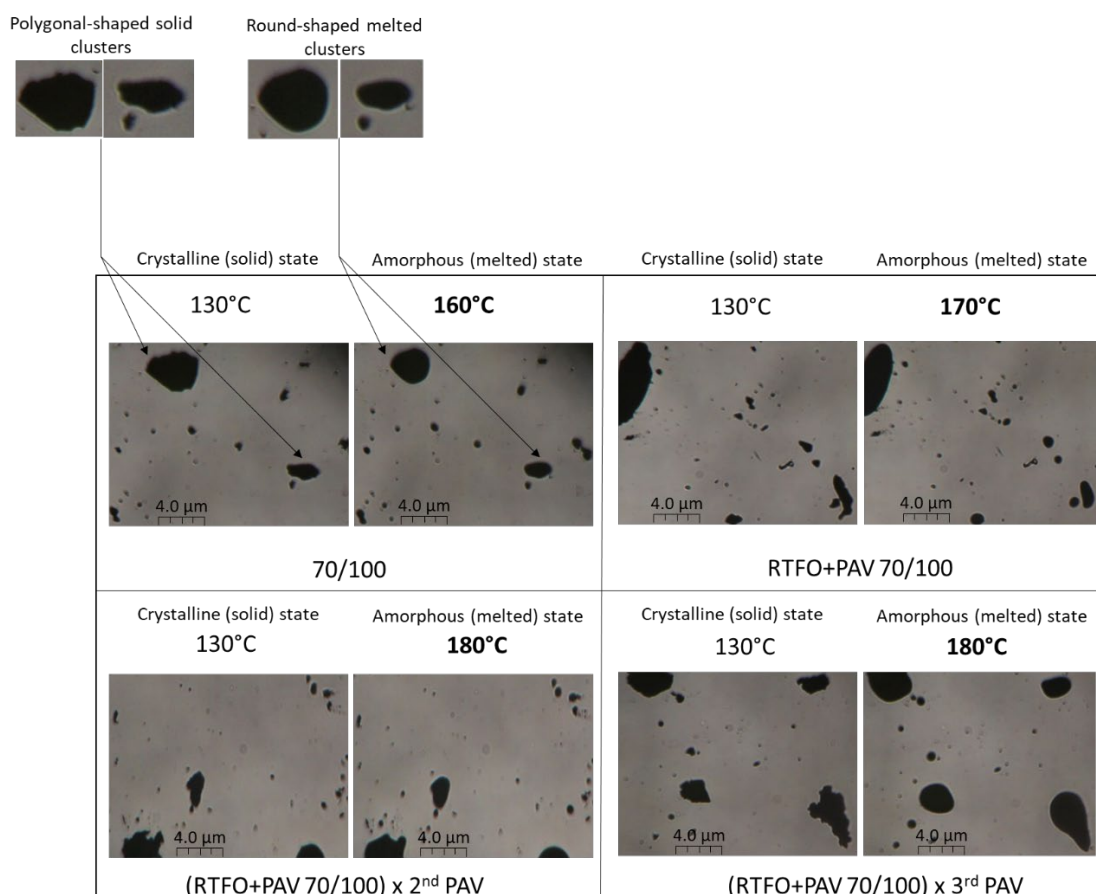 Polygonal-shaped solid
clusters
Round-shaped melted
clusters
Crystalline (solid) state
Amorphous (melted) state
Crystalline (solid) state
Amorphous (melted) state
130°C
160°C
130°C
170°C
4.0 µm
4.0 µm
4.0 µm
4.0 µm
70/100
RTFO+PAV 70/100
Crystalline (solid) state
Amorphous (melted) state
Crystalline (solid) state
Amorphous (melted) state
130°C
180°C
130°C
180°C
4.0 µm
4.0 µm
4.0 µm
4.0 µm
(RTFO+PAV 70/100) x 2nd PAV
(RTFO+PAV 70/100) x 3rd PAV